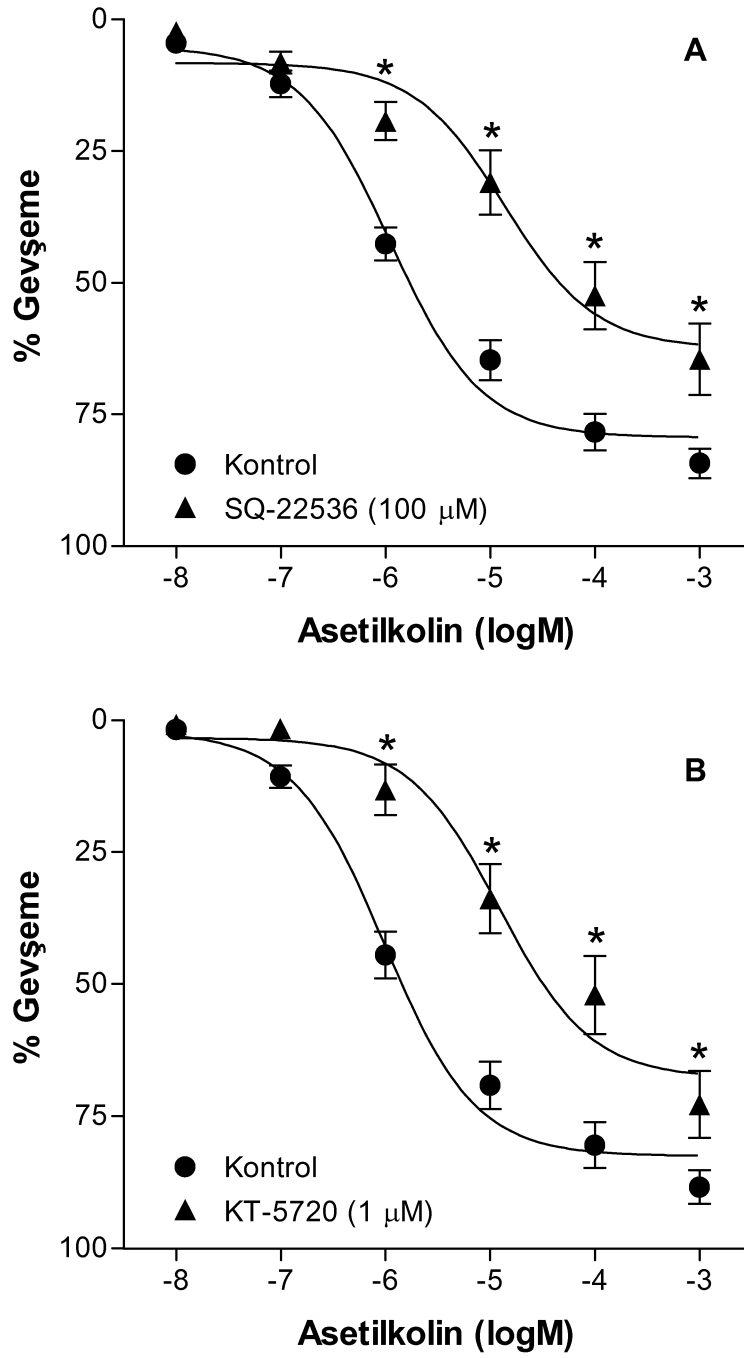 0
A
*
*
25
% Gevşeme
*
50
*
75
Kontrol
SQ-22536 (100 µM)
100
-8 -7 -6 -5 -4 -3
Asetilkolin (logM)
0
*
B
*
25
% Gevşeme
*
50
*
75
Kontrol
KT-5720 (1 µM)
100
-8 -7 -6 -5 -4 -3
Asetilkolin (logM)